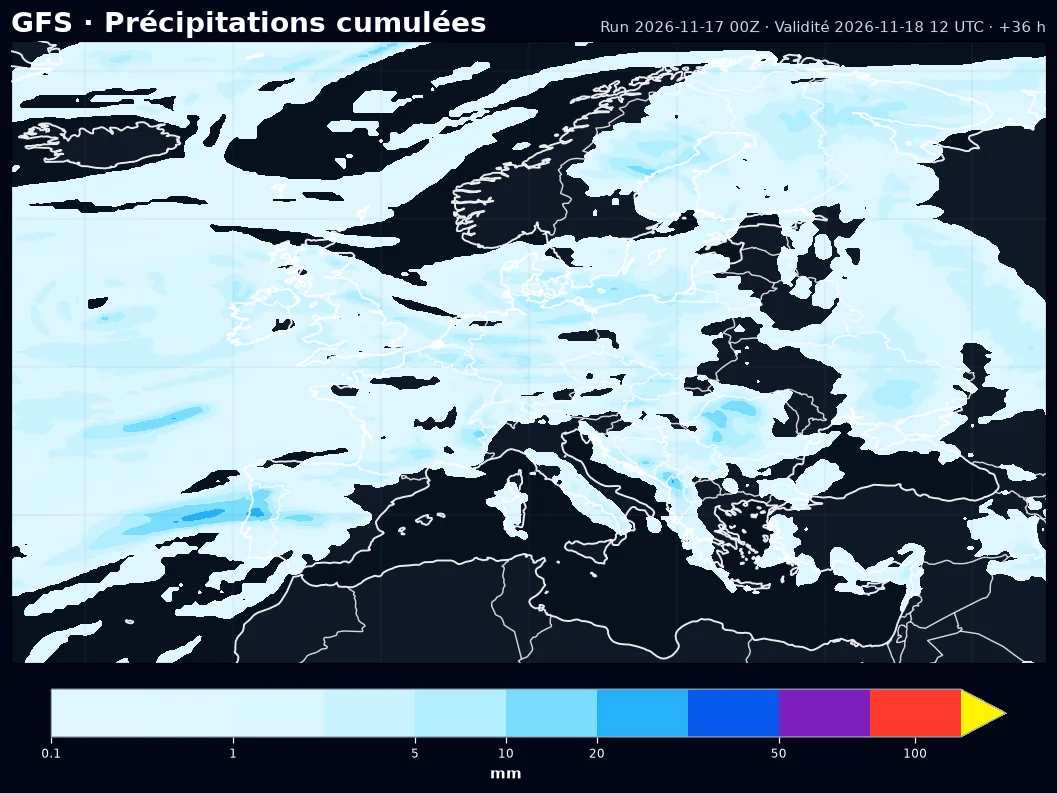 GFS · Précipitations cumulées
Run 2026-11-17 00Z · Validité 2026-11-18 12 UTC · +36 h
0.1 1 5 10 20 50 100
mm